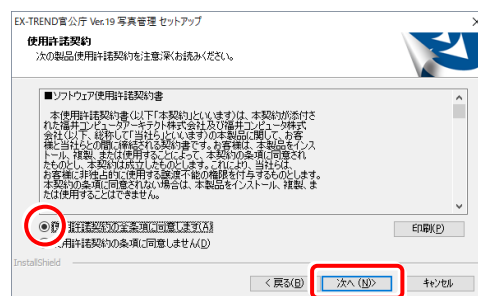 EX-TREND官公庁 Ver.19 写真管理 セットアップ
使用許諾契約
次の製品使用許諾契約を注意深くお読みください。
■ソフトウェア使用許諾契約書
本使用許諾契約書(以下「本契約」といいます)は、本契約が添付さ
れた福井コンピュータアーキテクト株式会社及び福井コンピュータ株式
会社(以下、総称して「当社ら」といいます)の本製品に関して、お客
様と当社らとの間に締結される契約書です。お客様は、本製品をインス
トール、複製、または使用することによって、本契約の条項に同意され
たものとし、本契約は成立したものとします。これにより、当社らは、
お客様に非独占的に使用する譲渡不能の権限を付与するものとします。
本契約の条項に同意されない場合は、本製品をインストール、複製、ま
たは使用することはできません。
使用許諾契約の全条項に同意します(A)
印刷(P)
使用許諾契約の条項に同意しません(D)
InstallShield
< 戻る(B)
次へ (N)>
キャンセル